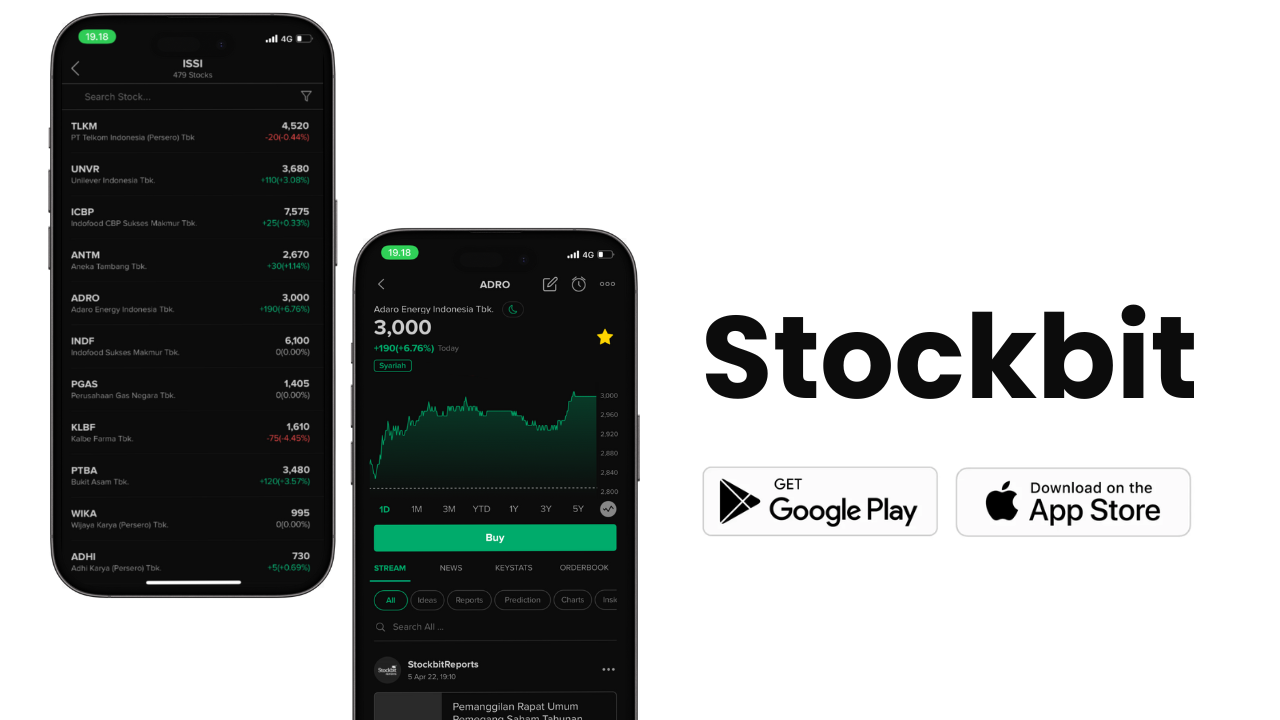 19.18
4G
ISSI
479 Stocks
Search Stock...
TLKM 4,520
PT Telkom Indonesia (Persero) Tbk -20(-0.44%)
UNVR 3,680
Unilever Indonesia Tbk. +110(+3.08%)
ICBP 7,575
Indofood CBP Sukses Makmur Tbk. +25(+0.33%)
ANTM 2,670
Aneka Tambang Tbk. +30(+1.14%)
ADRO 3,000
Adaro Energy Indonesia Tbk. +190(+6.76%)
INDF 6,100
Indofood Sukses Makmur Tbk. 0(0.00%)
PGAS 1,405
Perusahaan Gas Negara Tbk. 0(0.00%)
KLBF 1,610
Kalbe Farma Tbk. -75(-4.45%)
PTBA 3,480
Bukit Asam Tbk. +120(+3.57%)
WIKA 995
Wijaya Karya (Persero) Tbk. 0(0.00%)
ADHI 730
Adhi Karya (Persero) Tbk. +5(+0.69%)
19.18
4G
ADRO
Adaro Energy Indonesia Tbk.
3,000
+190(+6.76%) Today
Syariah
3,000
2,960
2,920
2,880
2,840
2,800
1D 1M 3M YTD 1Y 3Y 5Y
Buy
STREAM NEWS KEYSTATS ORDERBOOK
All Ideas Reports Prediction Charts Insi
Search All ...
Stockbit
StockbitReports
5 Apr 22, 19:10
Pemanggilan Rapat Umum
Pemegang Saham Tahunan
Stockbit
GET
Google Play
Download on the
App Store